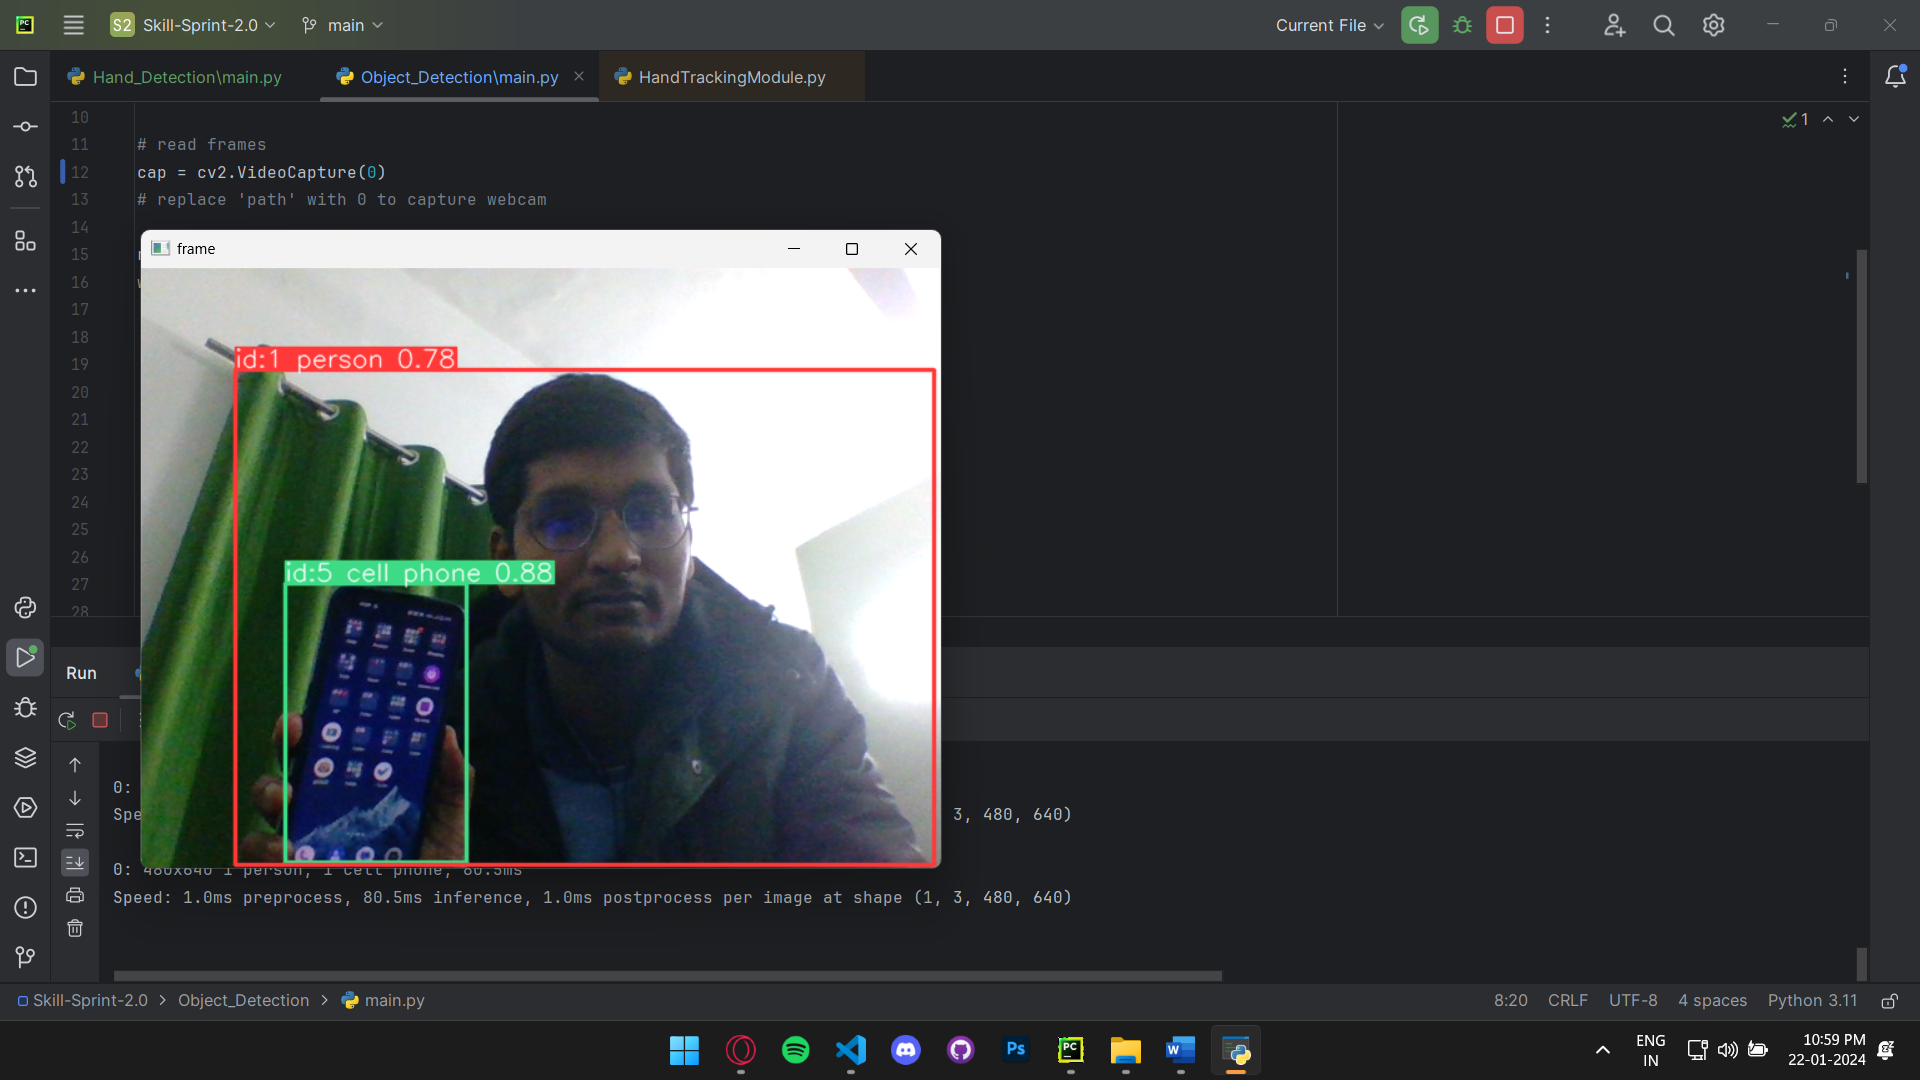 S2 Skill-Sprint-2.0 main
Current File
Hand_Detection\main.py Object_Detection\main.py HandTrackingModule.py
1
10
11 # read frames
12 cap = cv2.VideoCapture(0)
13 # replace 'path' with 0 to capture webcam
14
15
16
17
18
19
20
21
22
23
24
25
26
27
28
frame
id:1 person 0.78
id:5 cell phone 0.88
Run
0:
Spe 3, 480, 640)
0: 480x640 1 person, 1 cell phone, 80.5ms
Speed: 1.0ms preprocess, 80.5ms inference, 1.0ms postprocess per image at shape (1, 3, 480, 640)
Skill-Sprint-2.0 > Object_Detection > main.py
8:20 CRLF UTF-8 4 spaces Python 3.11
PC
Ps
PC
W
ENG
IN
10:59 PM
22-01-2024